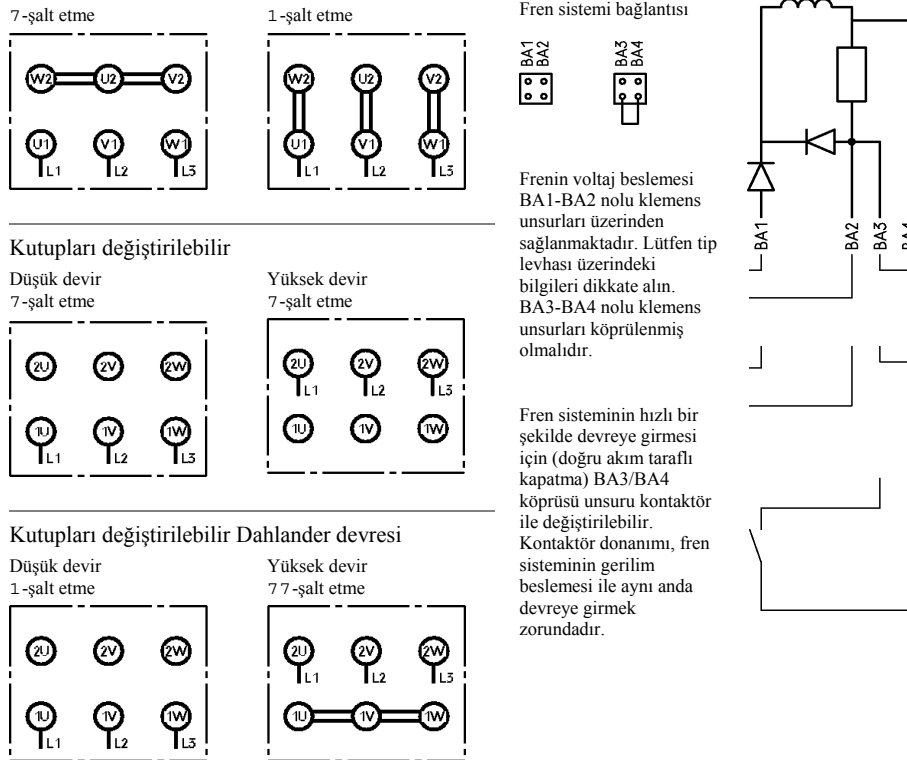 7-şalt etme
1-şalt etme
W2 U2 V2
U1 V1 W1
L1 L2 L3
W2 U2 V2
U1 V1 W1
L1 L2 L3
Kutupları değiştirilebilir
Düşük devir
7-şalt etme
Yüksek devir
7-şalt etme
2U 2V 2W
1U 1V 1W
L1 L2 L3
2U 2V 2W
L1 L2 L3
1U 1V 1W
Kutupları değiştirilebilir Dahlander devresi
Düşük devir
1-şalt etme
Yüksek devir
77-şalt etme
2U 2V 2W
1U 1V 1W
L1 L2 L3
2U 2V 2W
L1 L2 L3
1U 1V 1W
Fren sistemi bağlantısı
BA1
BA2
BA3
BA4
Frenin voltaj beslemesi
BA1-BA2 nolu klemens
unsurları üzerinden
sağlanmaktadır. Lütfen tip
levhası üzerindeki
bilgileri dikkate alın.
BA3-BA4 nolu klemens
unsurları köprülenmiş
olmalıdır.
Fren sisteminin hızlı bir
şekilde devreye girmesi
için (doğru akım taraflı
kapatma) BA3/BA4
köprüsü unsuru kontaktör
ile değiştirilebilir.
Kontaktör donanımı, fren
sisteminin gerilim
beslemesi ile aynı anda
devreye girmek
zorundadır.
BA1
BA2
BA3